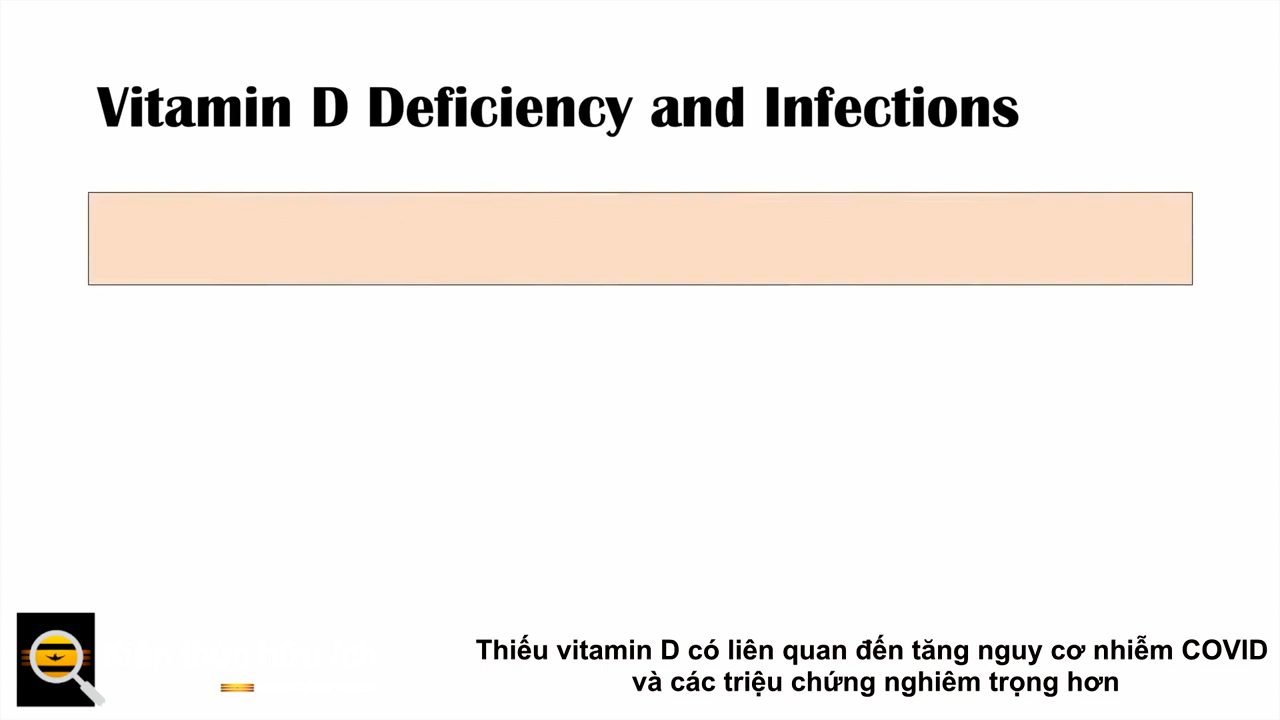 Vitamin D Deficiency and Infections
Thiếu vitamin D có liên quan đến tăng nguy cơ nhiễm COVID
và các triệu chứng nghiêm trọng hơn